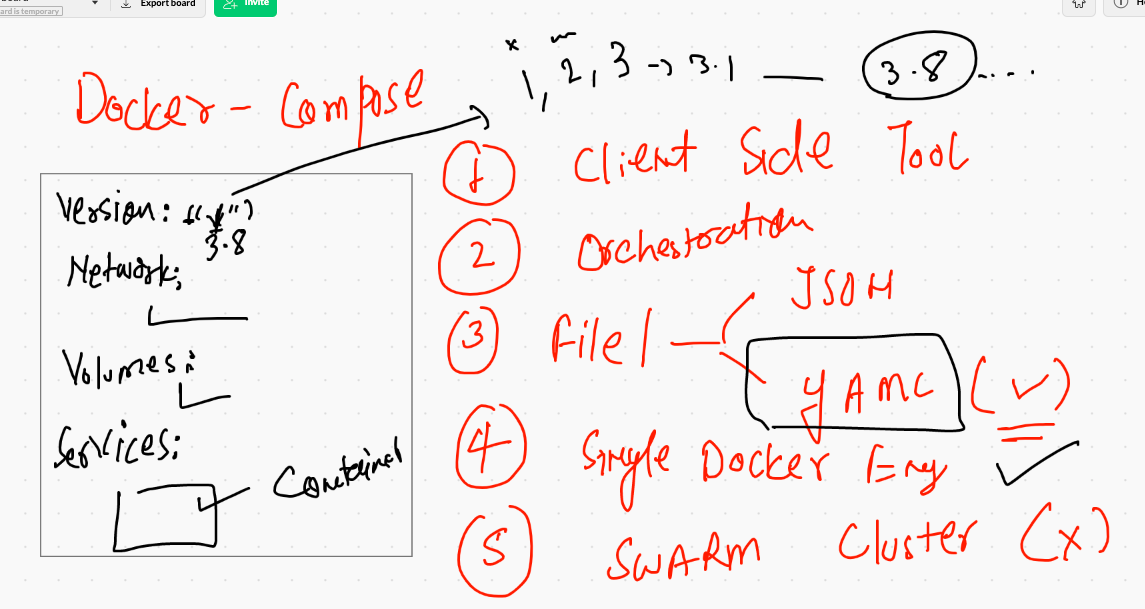 Export board
Invite
ard is temporary
1, 2, 3 -> 3.1 — 3.8 ....
Docker - Compose
Version: "3.8"
Network:
Volumes:
Services:
Container
1 Client Side Tool
2 Orchestration
3 File / JSON
YAML (✓)
4 Single Docker Eng ✓
5 SWARM Cluster (x)